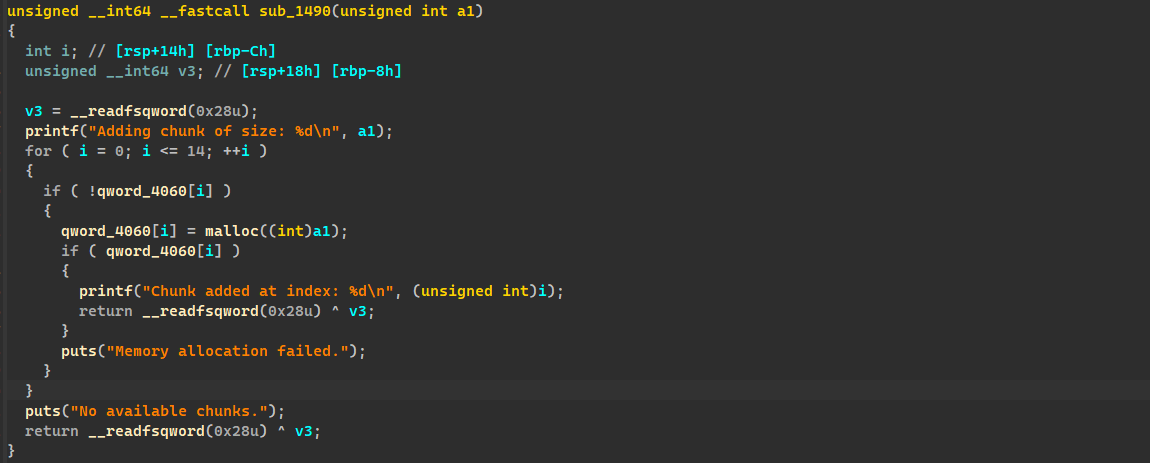 unsigned __int64 __fastcall sub_1490(unsigned int a1)
{
  int i; // [rsp+14h] [rbp-Ch]
  unsigned __int64 v3; // [rsp+18h] [rbp-8h]

  v3 = __readfsqword(0x28u);
  printf("Adding chunk of size: %d\n", a1);
  for ( i = 0; i <= 14; ++i )
  {
    if ( !qword_4060[i] )
    {
      qword_4060[i] = malloc((int)a1);
      if ( qword_4060[i] )
      {
        printf("Chunk added at index: %d\n", (unsigned int)i);
        return __readfsqword(0x28u) ^ v3;
      }
      puts("Memory allocation failed.");
    }
  }
  puts("No available chunks.");
  return __readfsqword(0x28u) ^ v3;
}